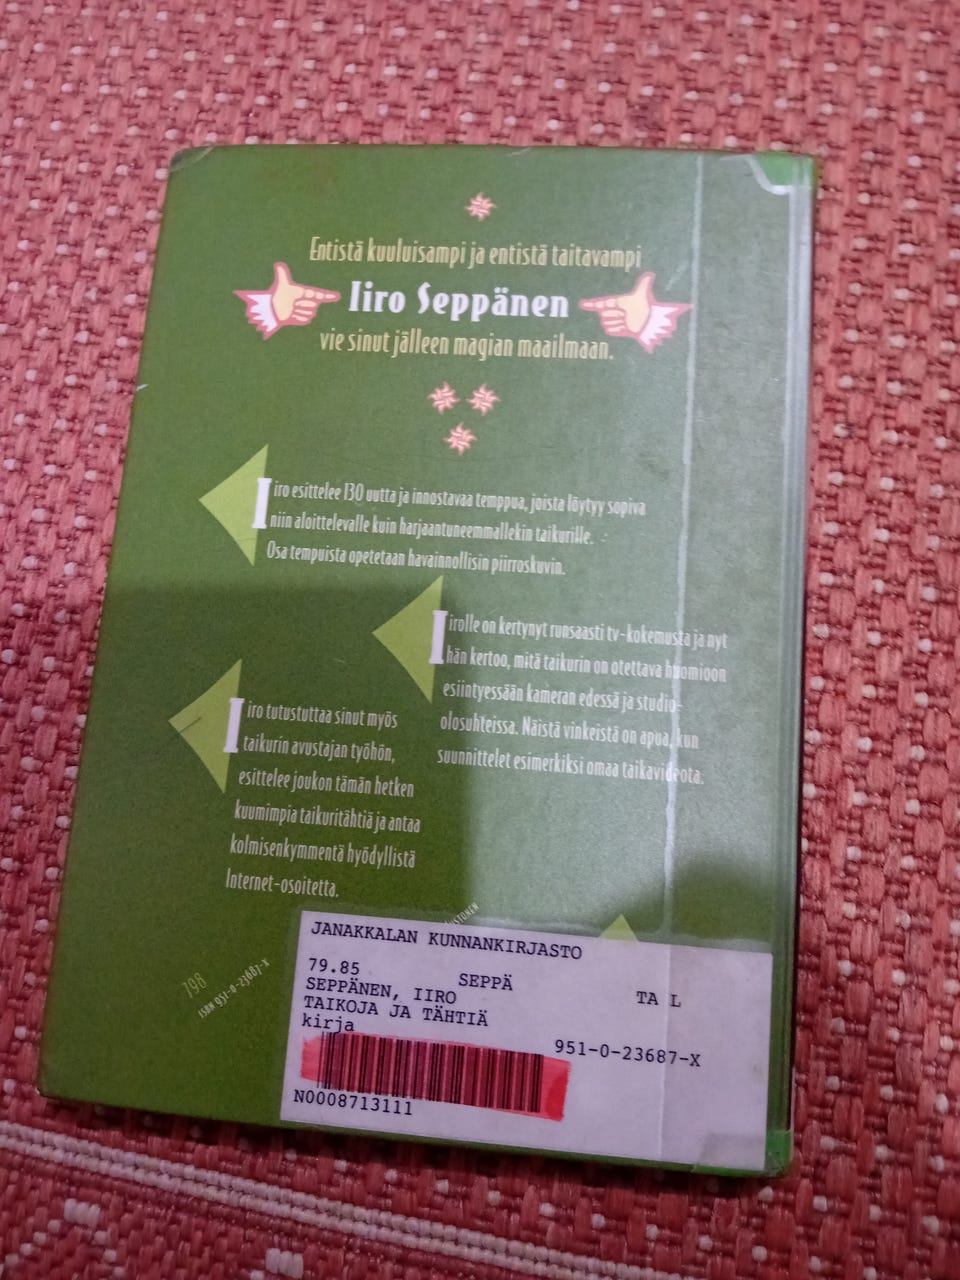 Entistä kuuluisampi ja entistä taitavampi
Iiro Seppänen
vie sinut jälleen magian maailmaan.
Iiro esittelee 130 uutta ja innostavaa temppua, joista löytyy sopiva
niin aloittelevalle kuin harjaantuneemmallekin taikurille.
Osa tempuista opetetaan havainnollisin piirroskuvin.
Iirolle on kertynyt runsaasti tv-kokemusta ja nyt
hän kertoo, mitä taikurin on otettava huomioon
esiintyessään kameran edessä ja studio-
olosuhteissa. Näistä vinkeistä on apua, kun
suunnittelet esimerkiksi omaa taikavideota.
Iiro tutustuttaa sinut myös
taikurin avustajan työhön,
esittelee joukon tämän hetken
kuumimpia taikuritähtiä ja antaa
kolmisenkymmentä hyödyllistä
Internet-osoitetta.
798
ISBN 951-0-23687-X
JANAKKALAN KUNNANKIRJASTO
79.85 SEPPÄ TA L
SEPPÄNEN, IIRO
TAIKOJA JA TÄHTIÄ
kirja
951-0-23687-X
N0008713111